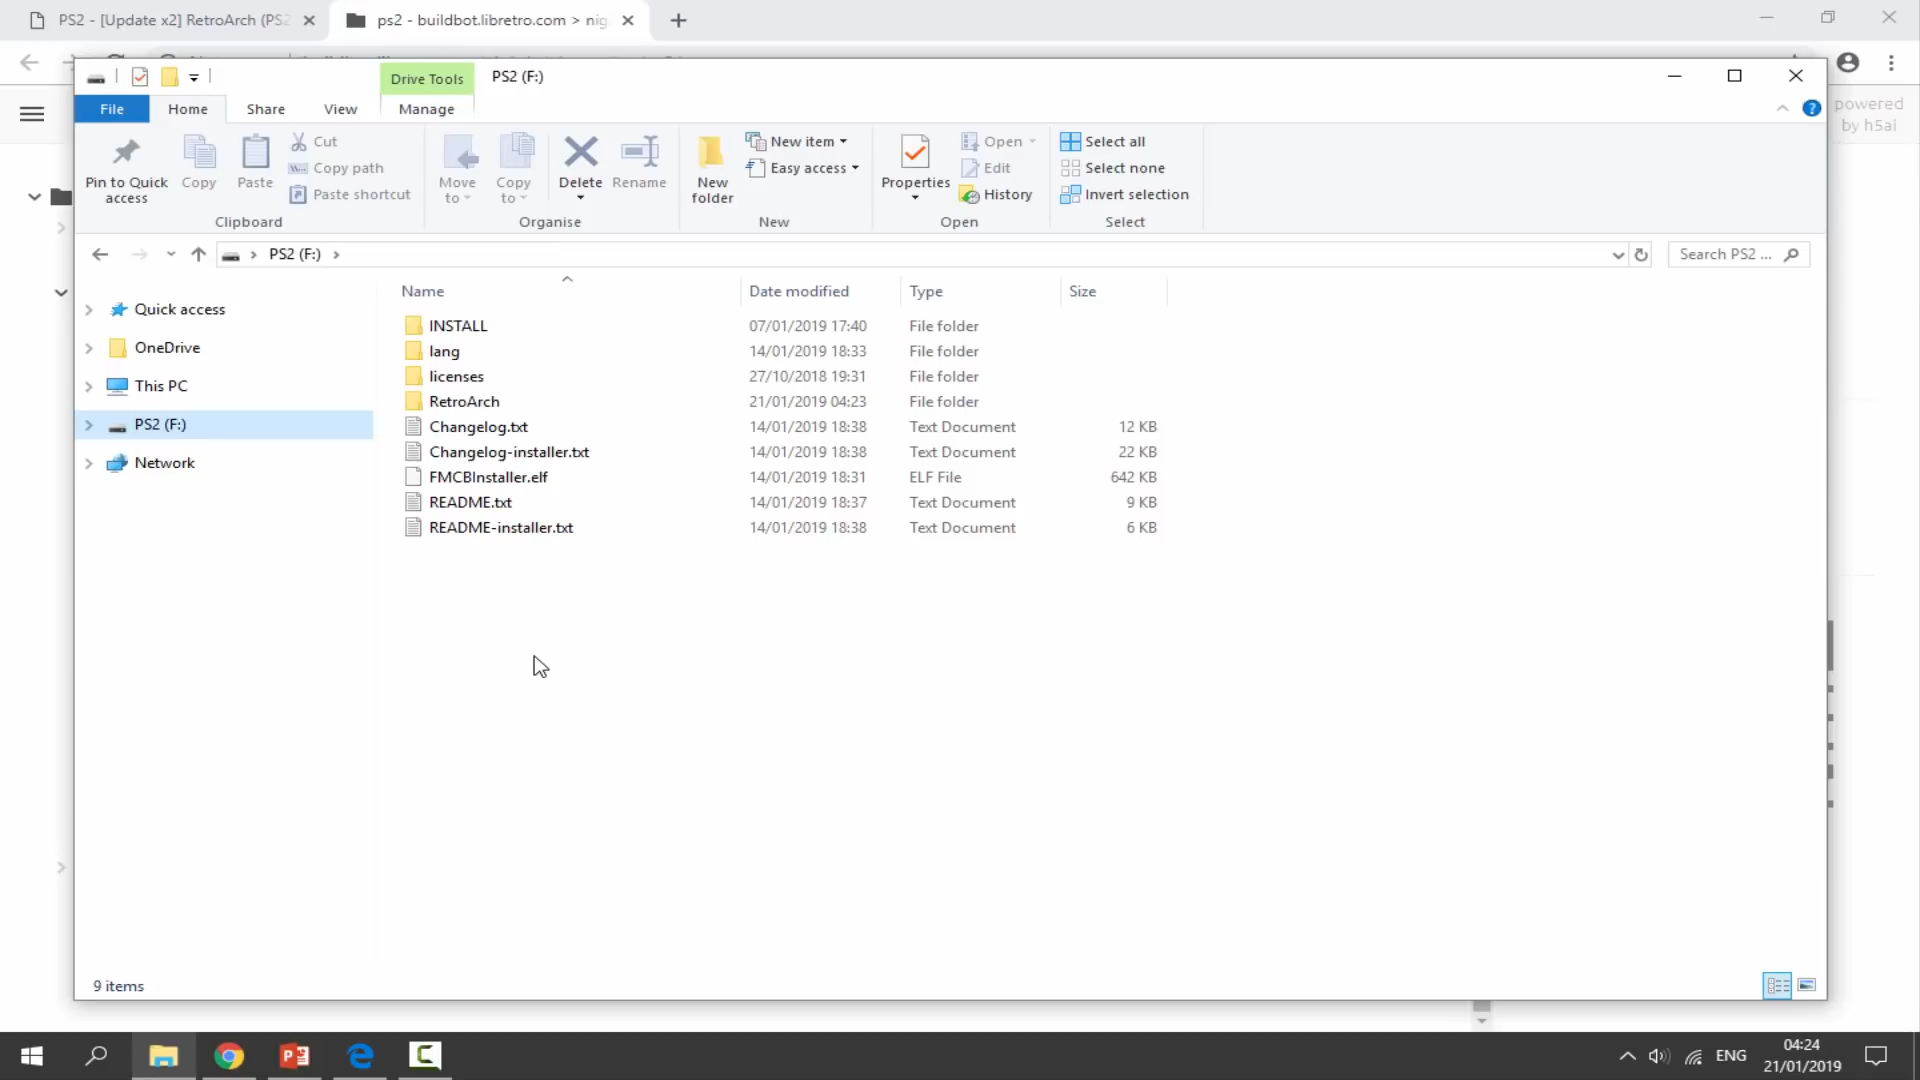 PS2 - [Update x2] RetroArch (PS2
ps2 - buildbot.libretro.com > nig
Drive Tools
PS2 (F:)
File
Home
Share
View
Manage
powered
by h5ai
Pin to Quick
access
Copy
Paste
Cut
Copy path
Paste shortcut
Clipboard
Move
to
Copy
to
Delete
Rename
Organise
New
folder
New item
Easy access
New
Properties
Open
Edit
History
Open
Select all
Select none
Invert selection
Select
PS2 (F:)
Search PS2 ...
Quick access
OneDrive
This PC
PS2 (F:)
Network
Name Date modified Type Size
INSTALL 07/01/2019 17:40 File folder
lang 14/01/2019 18:33 File folder
licenses 27/10/2018 19:31 File folder
RetroArch 21/01/2019 04:23 File folder
Changelog.txt 14/01/2019 18:38 Text Document 12 KB
Changelog-installer.txt 14/01/2019 18:38 Text Document 22 KB
FMCBInstaller.elf 14/01/2019 18:31 ELF File 642 KB
README.txt 14/01/2019 18:37 Text Document 9 KB
README-installer.txt 14/01/2019 18:38 Text Document 6 KB
9 items
ENG
04:24
21/01/2019